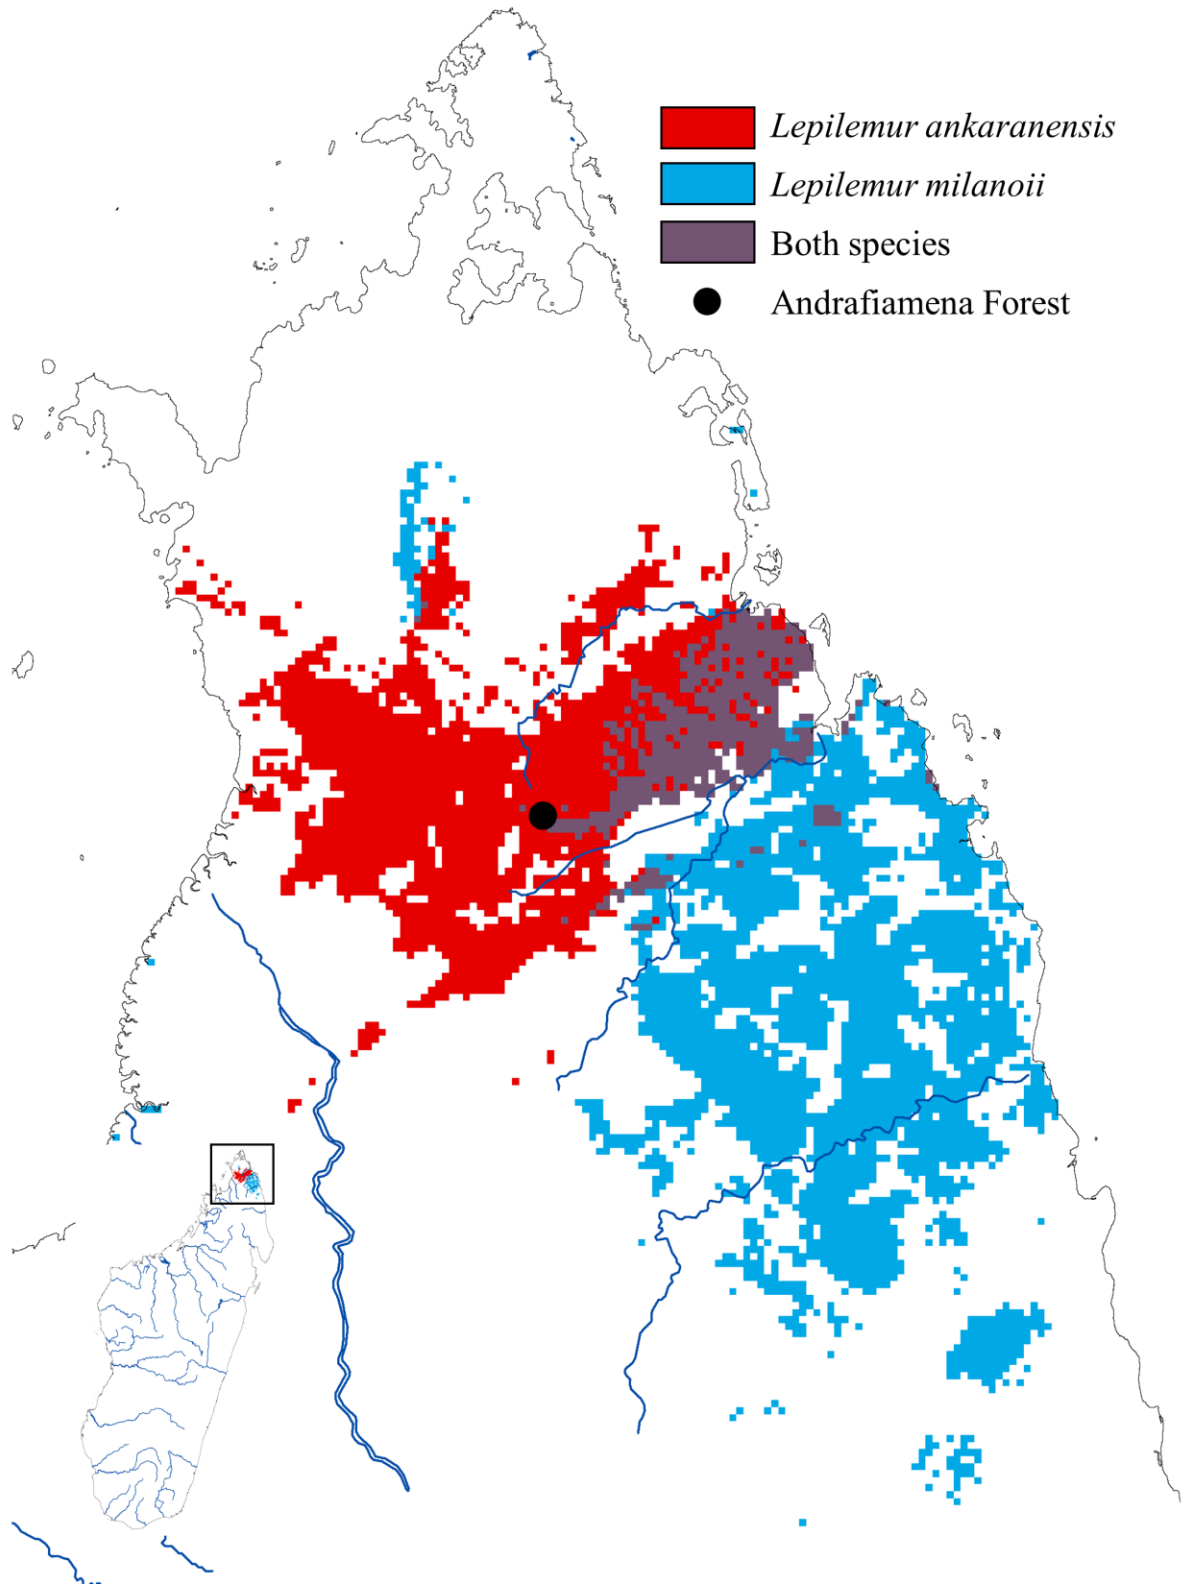 Lepilemur ankaranensis
Lepilemur milanoii
Both species
Andrafiamena Forest